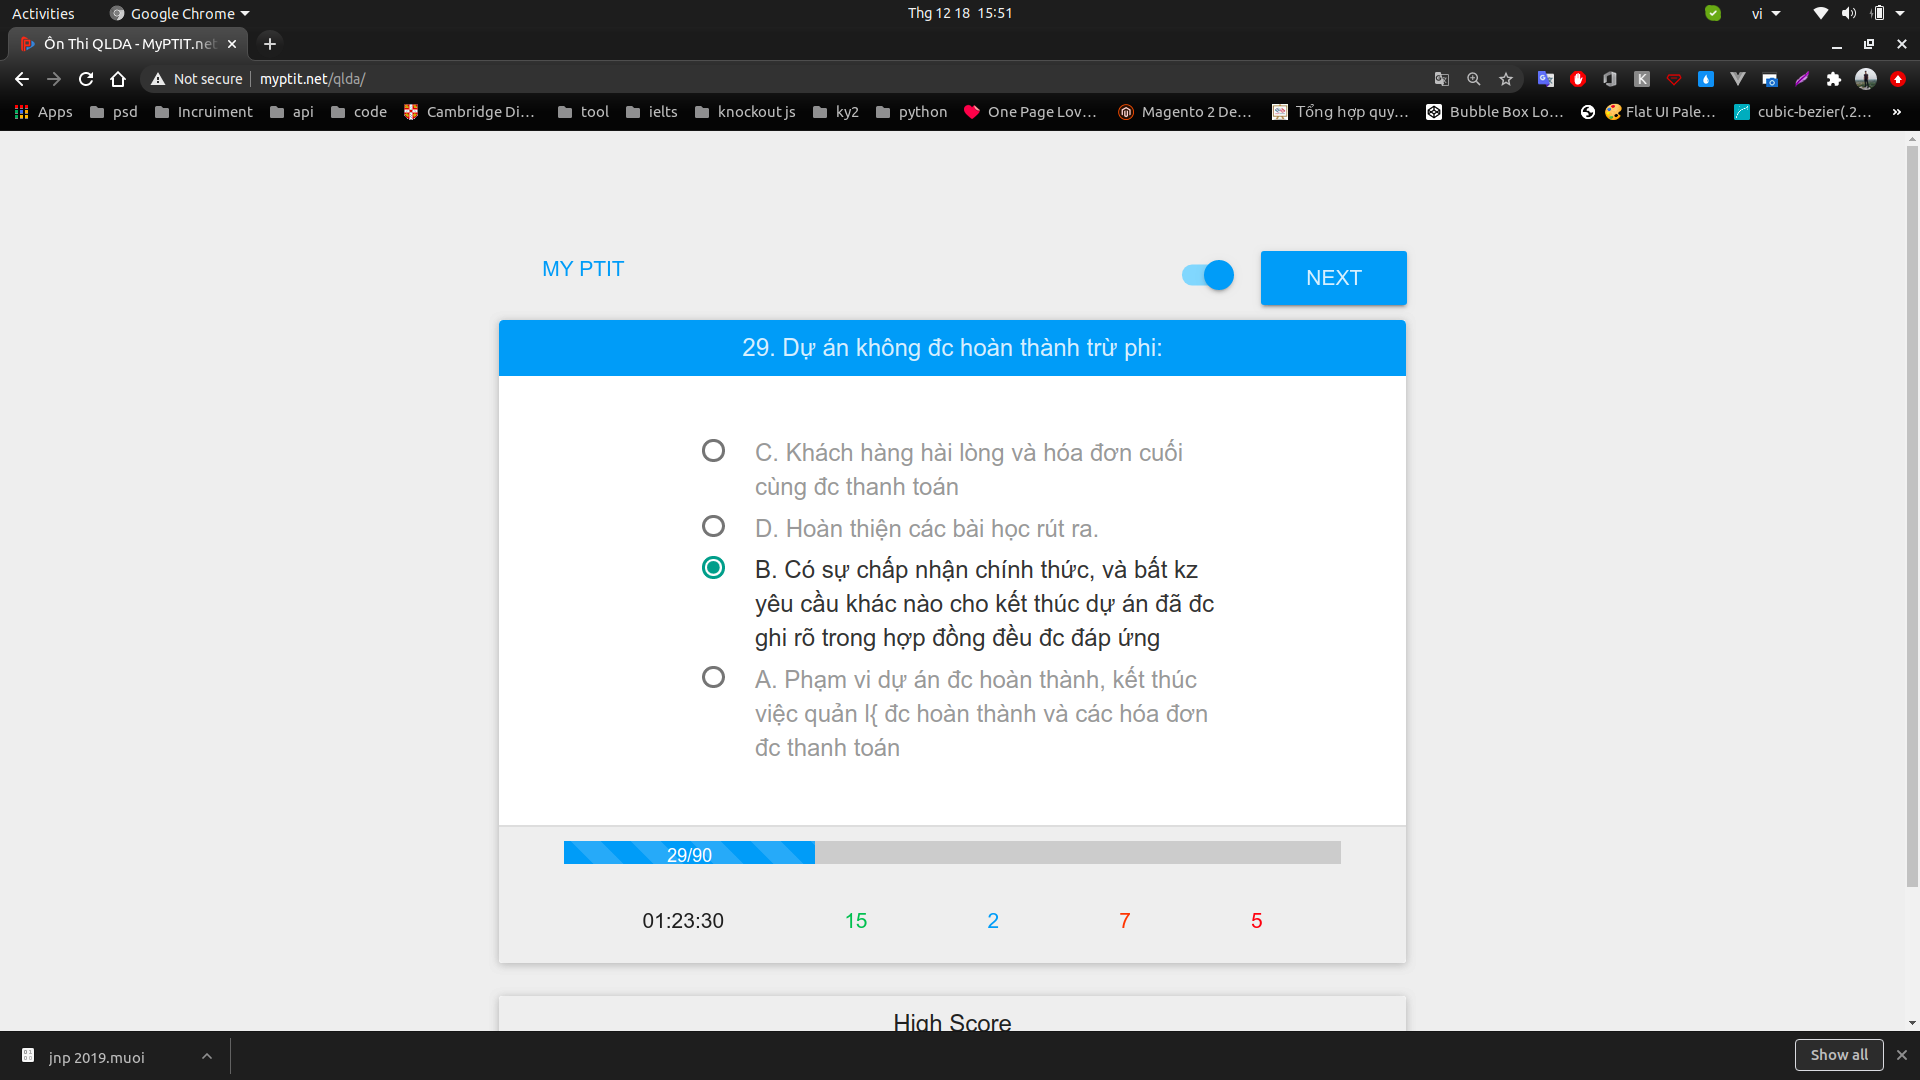 Activities
Google Chrome
Thg 12 18 15:51
vi
Ôn Thi QLDA - MyPTIT.net
Not secure
myptit.net/qlda/
Apps
psd
Incruiment
api
code
Cambridge Di...
tool
ielts
knockout js
ky2
python
One Page Lov...
Magento 2 De...
Tổng hợp quy...
Bubble Box Lo...
Flat UI Pale...
cubic-bezier(.2...
»
MY PTIT
NEXT
29. Dự án không đc hoàn thành trừ phi:
C. Khách hàng hài lòng và hóa đơn cuối
cùng đc thanh toán
D. Hoàn thiện các bài học rút ra.
B. Có sự chấp nhận chính thức, và bất kz
yêu cầu khác nào cho kết thúc dự án đã đc
ghi rõ trong hợp đồng đều đc đáp ứng
A. Phạm vi dự án đc hoàn thành, kết thúc
việc quản l{ đc hoàn thành và các hóa đơn
đc thanh toán
29/90
01:23:30
15
2
7
5
High Score
jnp 2019.muoi
Show all